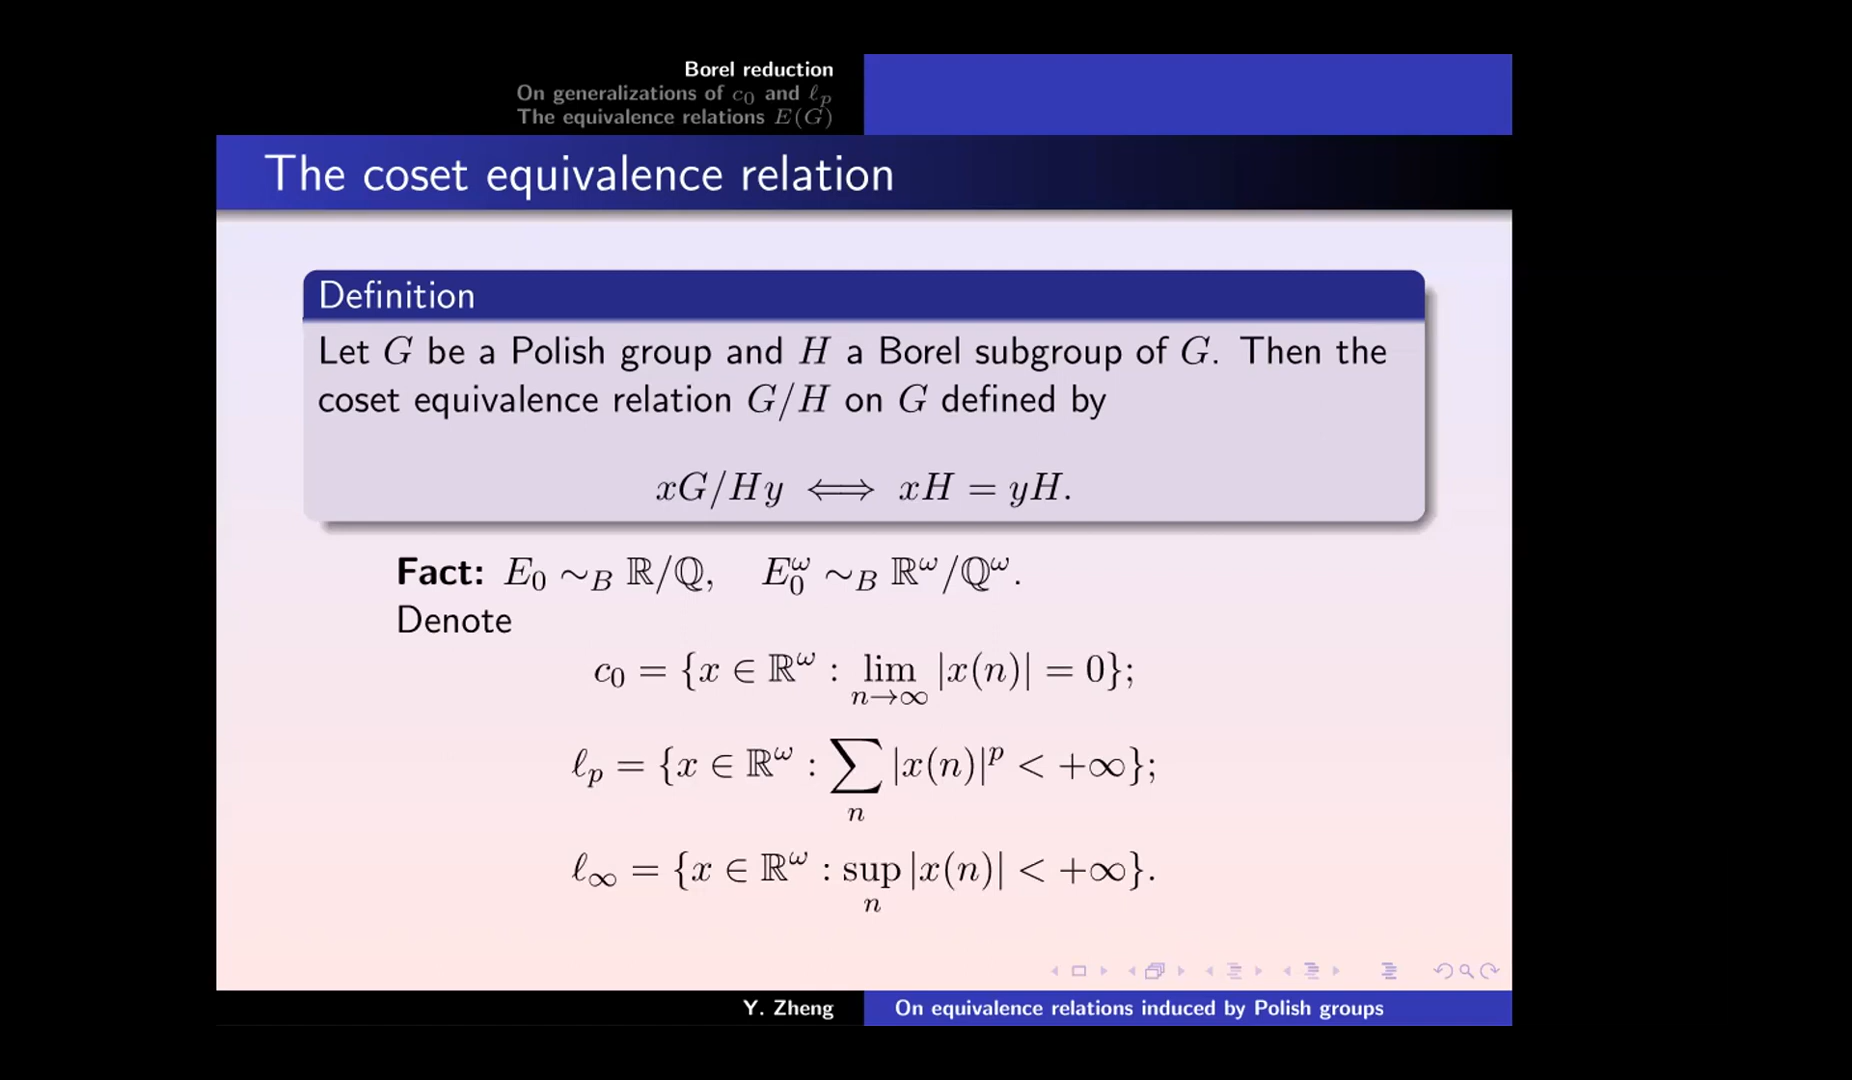 Borel reduction
On generalizations of c₀ and ℓₚ
The equivalence relations E(G)
The coset equivalence relation
Definition
Let G be a Polish group and H a Borel subgroup of G. Then the
coset equivalence relation G/H on G defined by
xG/Hy ⟺ xH = yH.
Fact: E₀ ∼_B ℝ/ℚ, E₀^ω ∼_B ℝ^ω/ℚ^ω.
Denote
c₀ = {x ∈ ℝ^ω : lim_{n→∞} |x(n)| = 0};
ℓₚ = {x ∈ ℝ^ω : ∑_n |x(n)|^p < +∞};
ℓ_∞ = {x ∈ ℝ^ω : sup_n |x(n)| < +∞}.
Y. Zheng
On equivalence relations induced by Polish groups